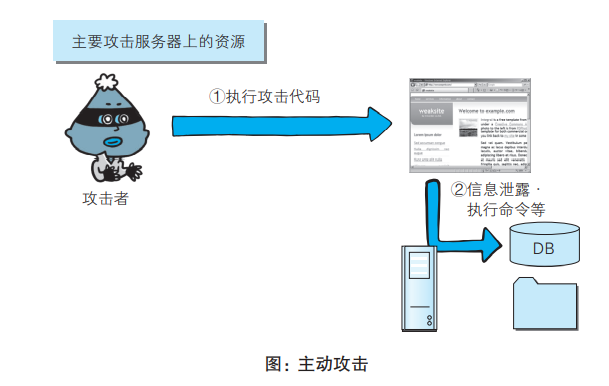 主要攻击服务器上的资源
①执行攻击代码
weaksite
Welcome to example.com
攻击者
②信息泄露·
执行命令等
DB
图：主动攻击